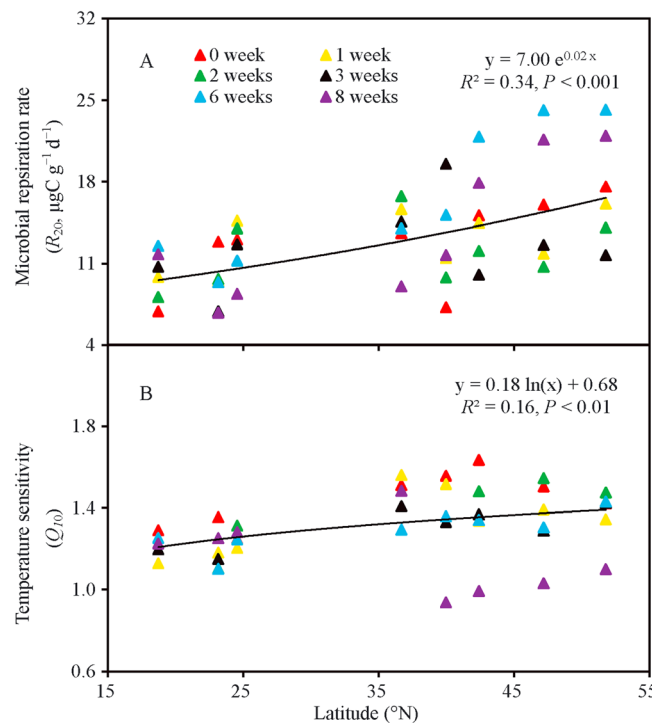 32
25
18
11
4
A
0 week
1 week
2 weeks
3 weeks
6 weeks
8 weeks
y = 7.00 e^0.02 x
R² = 0.34, P < 0.001
Microbial repsiration rate
(R₂₀, μgC g⁻¹ d⁻¹)
B
y = 0.18 ln(x) + 0.68
R² = 0.16, P < 0.01
1.8
1.4
1.0
0.6
Temperature sensitivity
(Q₁₀)
15
25
35
45
55
Latitude (°N)